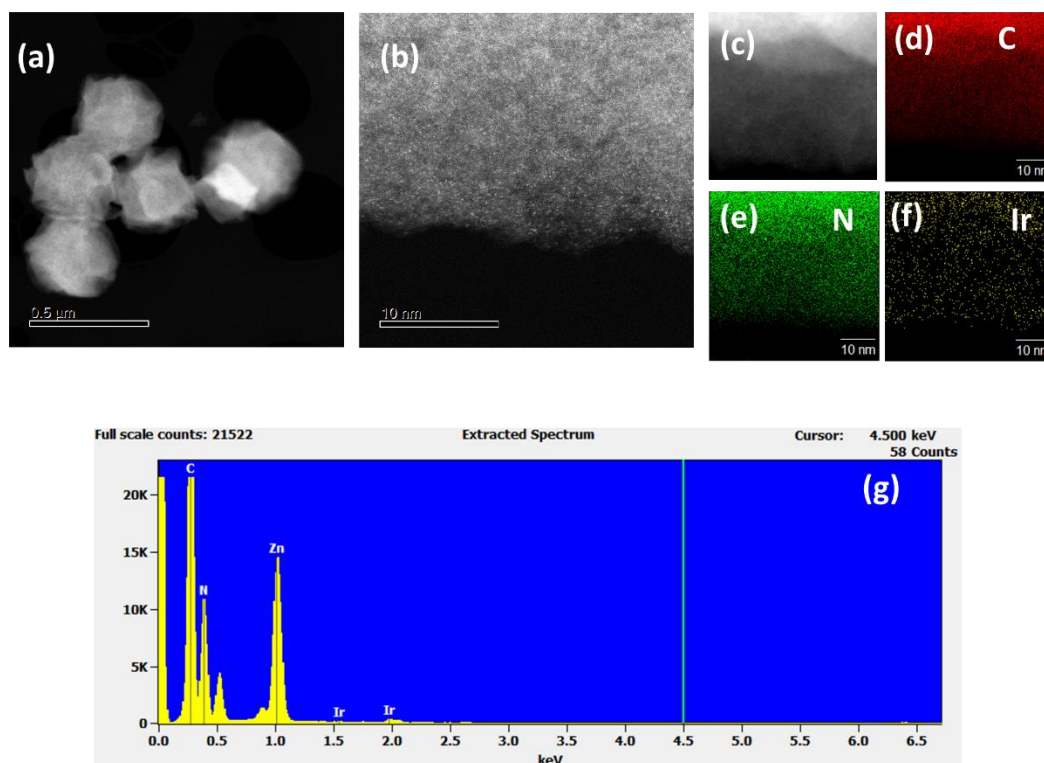 (a)
0.5 µm
(b)
10 nm
(c)
(d) C
10 nm
(e) N
10 nm
(f) Ir
10 nm
Full scale counts: 21522 Extracted Spectrum Cursor: 4.500 keV
58 Counts
(g)
C
20K
15K
Zn
N
10K
5K
Ir Ir
0
0.0 0.5 1.0 1.5 2.0 2.5 3.0 3.5 4.0 4.5 5.0 5.5 6.0 6.5
keV